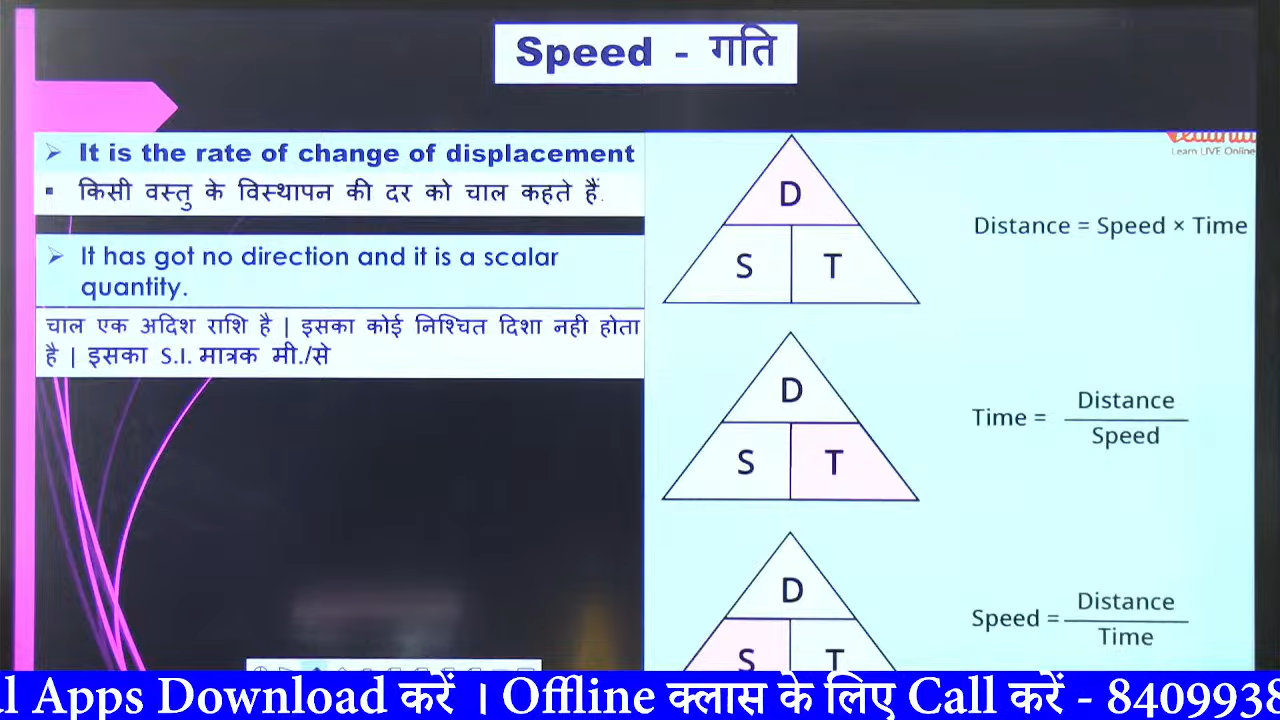 Speed - गति
It is the rate of change of displacement
किसी वस्तु के विस्थापन की दर को चाल कहते हैं.
It has got no direction and it is a scalar
quantity.
चाल एक अदिश राशि है | इसका कोई निश्चित दिशा नही होता
है | इसका S.I. मात्रक मी./से
Learn LIVE Online
D
S T
Distance = Speed × Time
D
S T
Time = Distance
Speed
D
S T
Speed = Distance
Time
Apps Download करें । Offline क्लास के लिए Call करें - 8409938